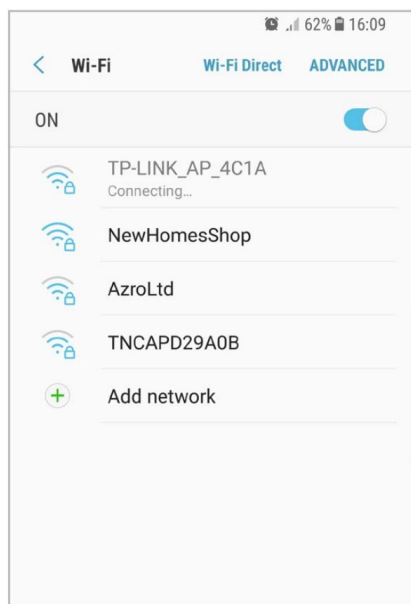 62% 16:09
Wi-Fi Wi-Fi Direct ADVANCED
ON
TP-LINK_AP_4C1A
Connecting...
NewHomesShop
AzroLtd
TNCAPD29A0B
Add network